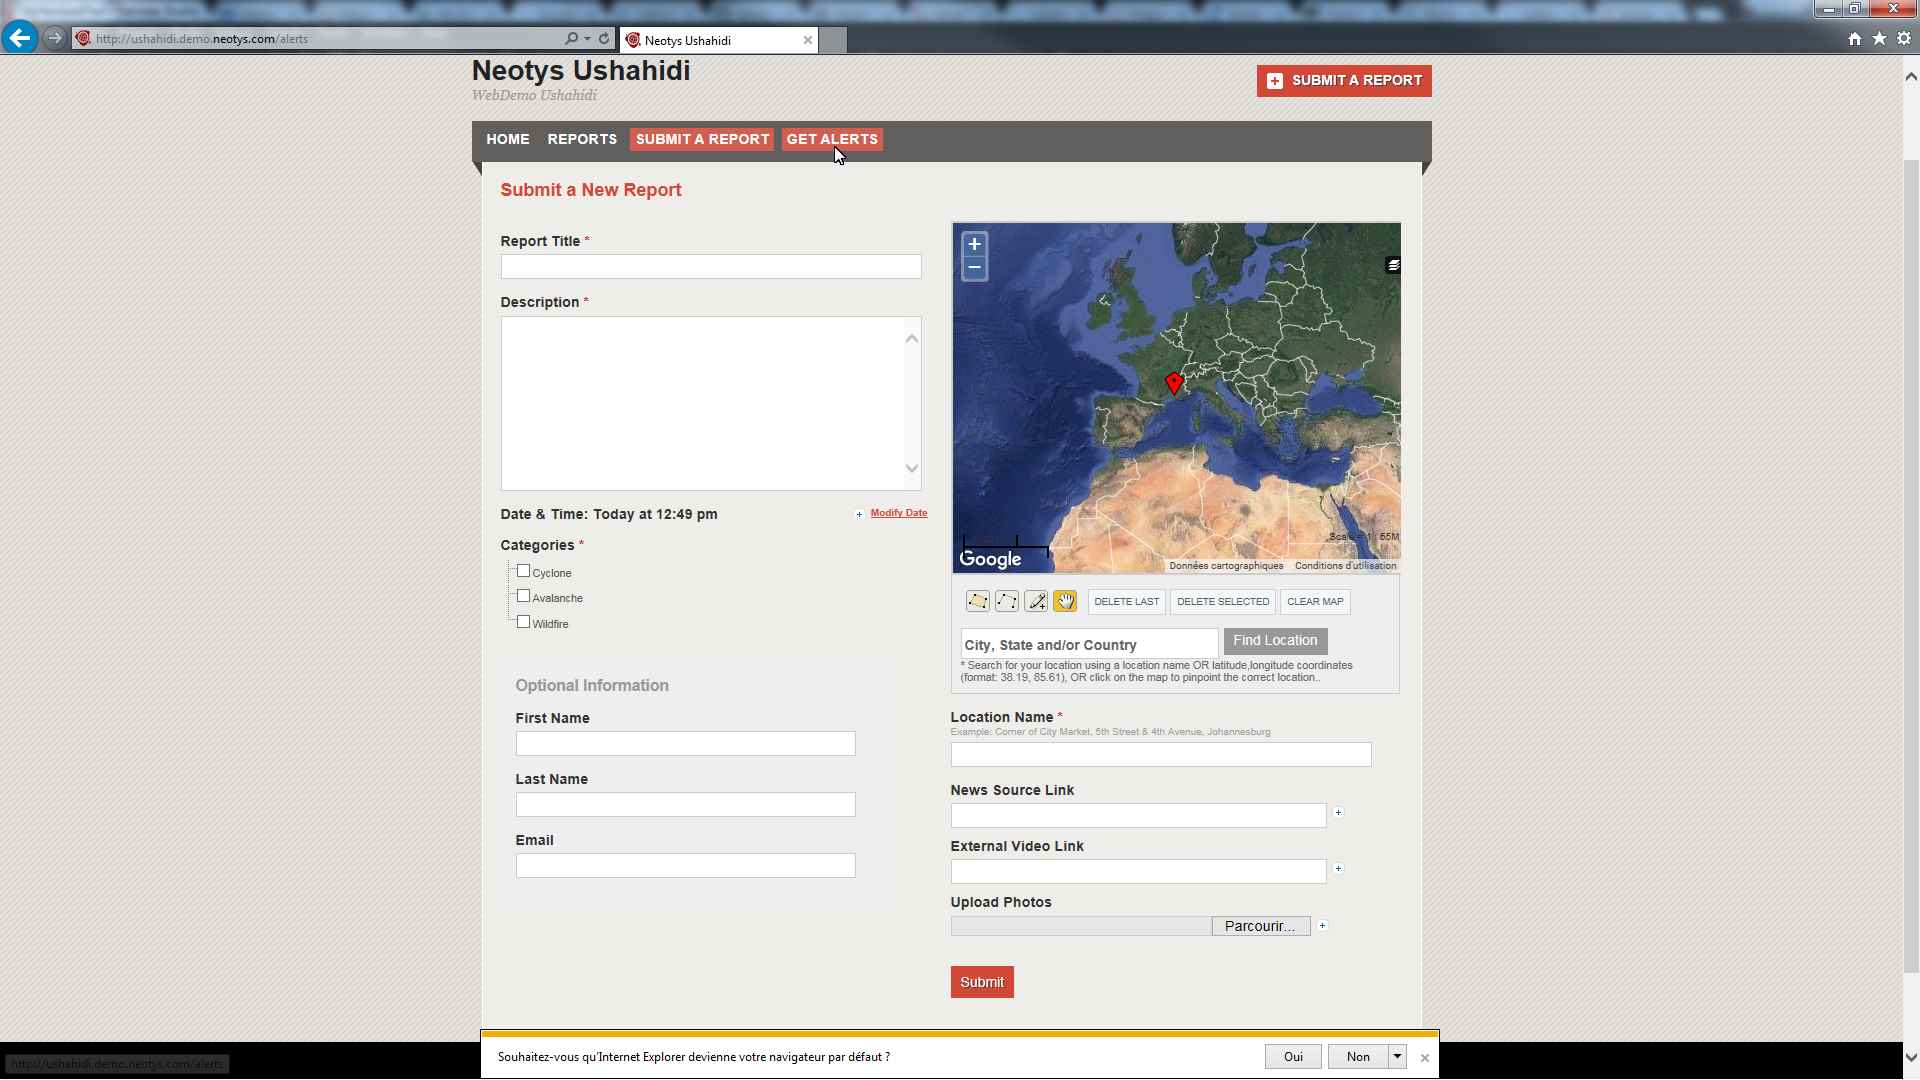 http://ushahidi.demo.neotys.com/alerts
Neotys Ushahidi
Neotys Ushahidi
WebDemo Ushahidi
SUBMIT A REPORT
HOME
REPORTS
SUBMIT A REPORT
GET ALERTS
Submit a New Report
Report Title *
Description *
Date & Time: Today at 12:49 pm
Modify Date
Categories *
Cyclone
Avalanche
Wildfire
Optional Information
First Name
Last Name
Email
Google
Données cartographiques
Conditions d'utilisation
DELETE LAST
DELETE SELECTED
CLEAR MAP
City, State and/or Country
Find Location
* Search for your location using a location name OR latitude,longitude coordinates
(format: 38.19, 85.61), OR click on the map to pinpoint the correct location..
Location Name *
Example: Corner of City Market, 5th Street & 4th Avenue, Johannesburg
News Source Link
External Video Link
Upload Photos
Parcourir...
Submit
Souhaitez-vous qu'Internet Explorer devienne votre navigateur par défaut ?
Oui
Non
http://ushahidi.demo.neotys.com/alerts